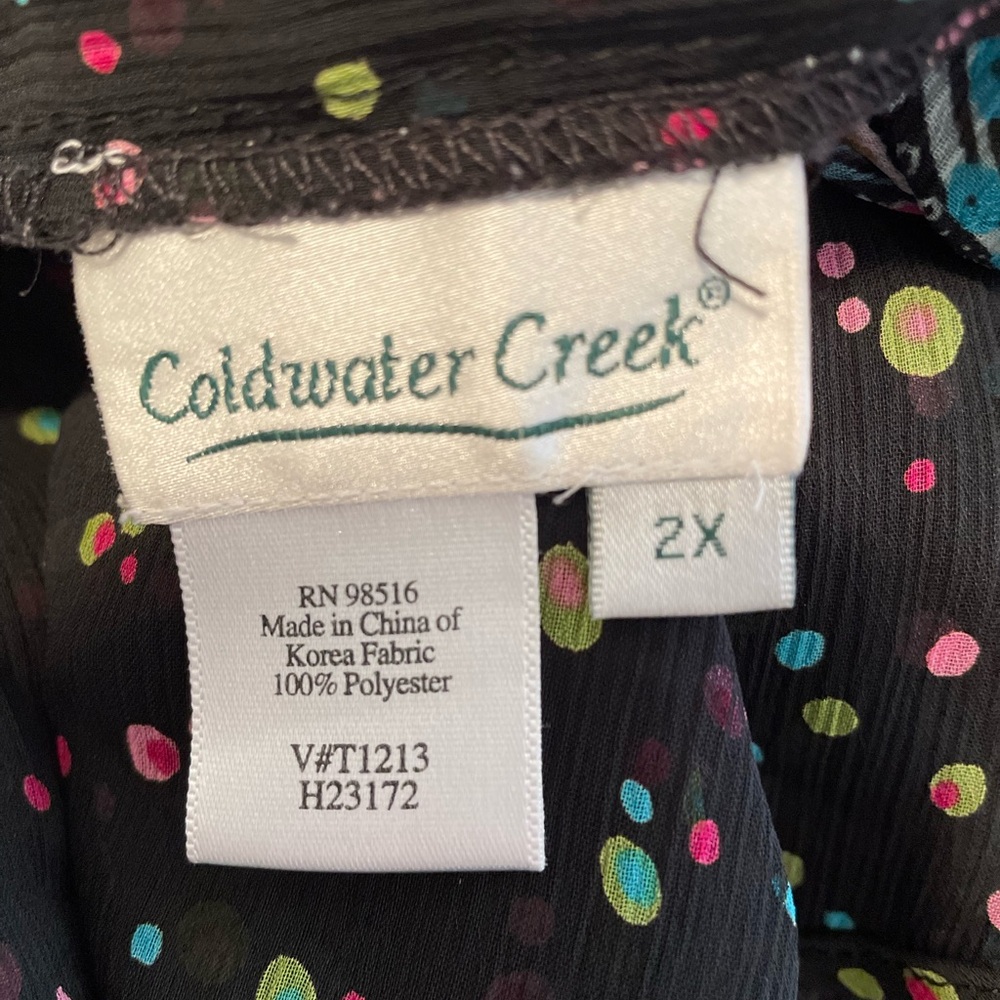 Coldwater Creek®
2X
RN 98516
Made in China of
Korea Fabric
100% Polyester
V#T1213
H23172